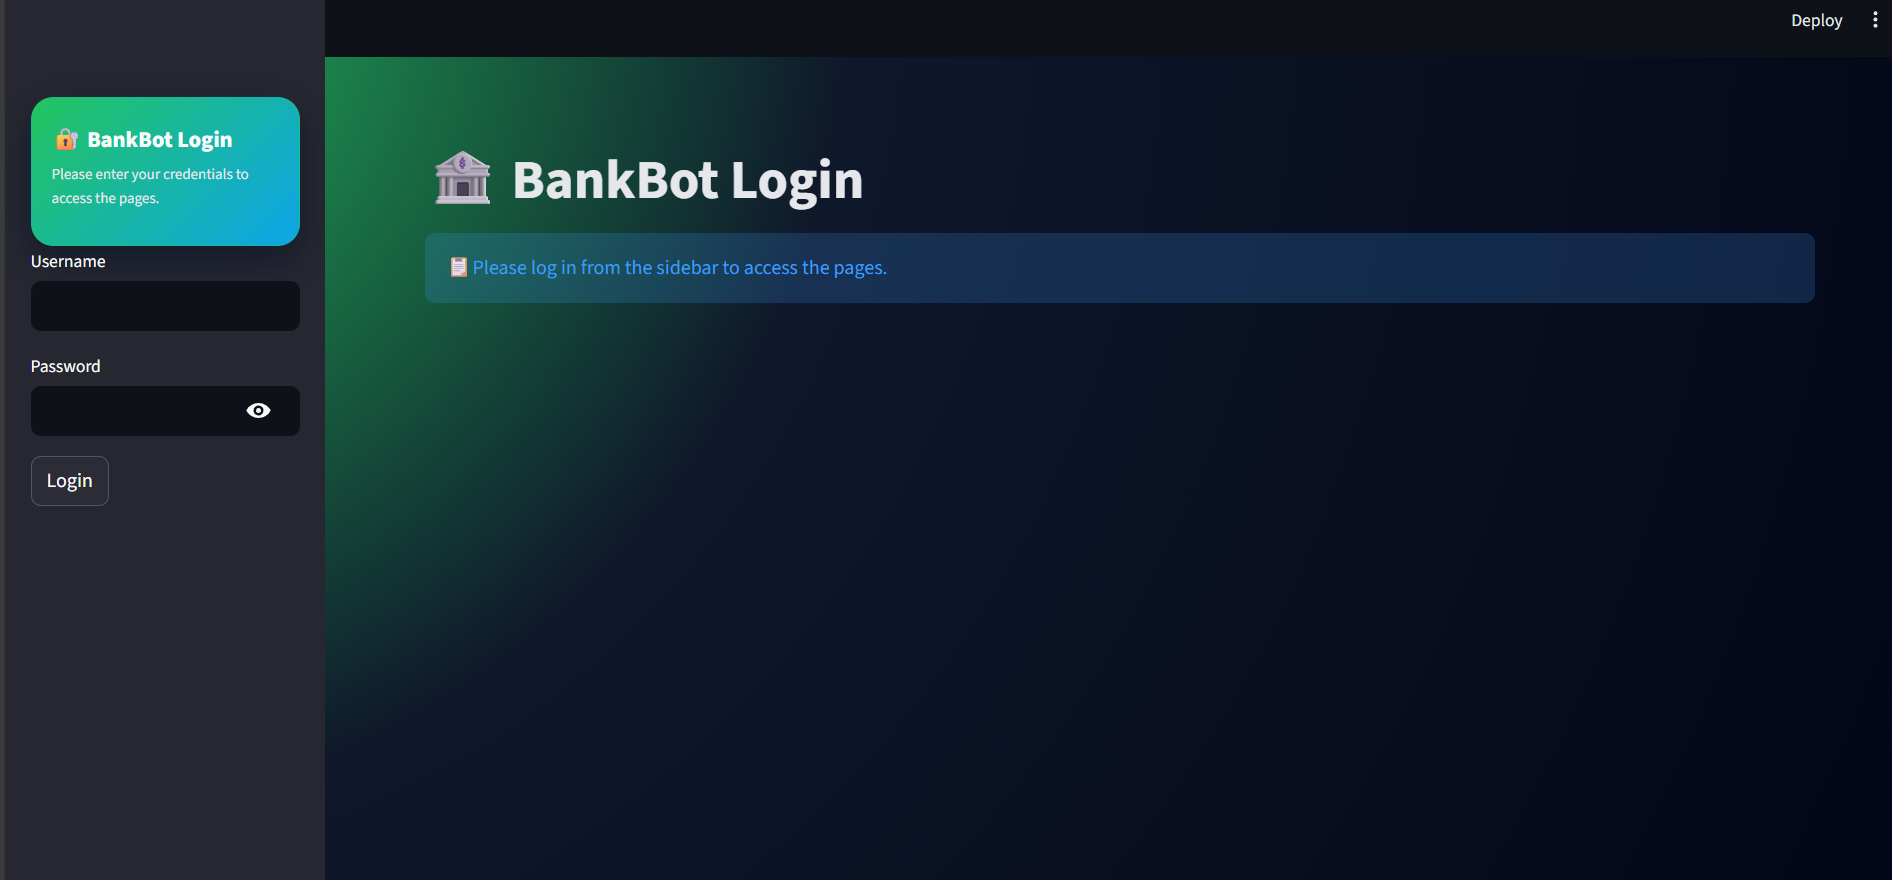 Deploy
BankBot Login
Please enter your credentials to
access the pages.
Username
Password
Login
BankBot Login
Please log in from the sidebar to access the pages.